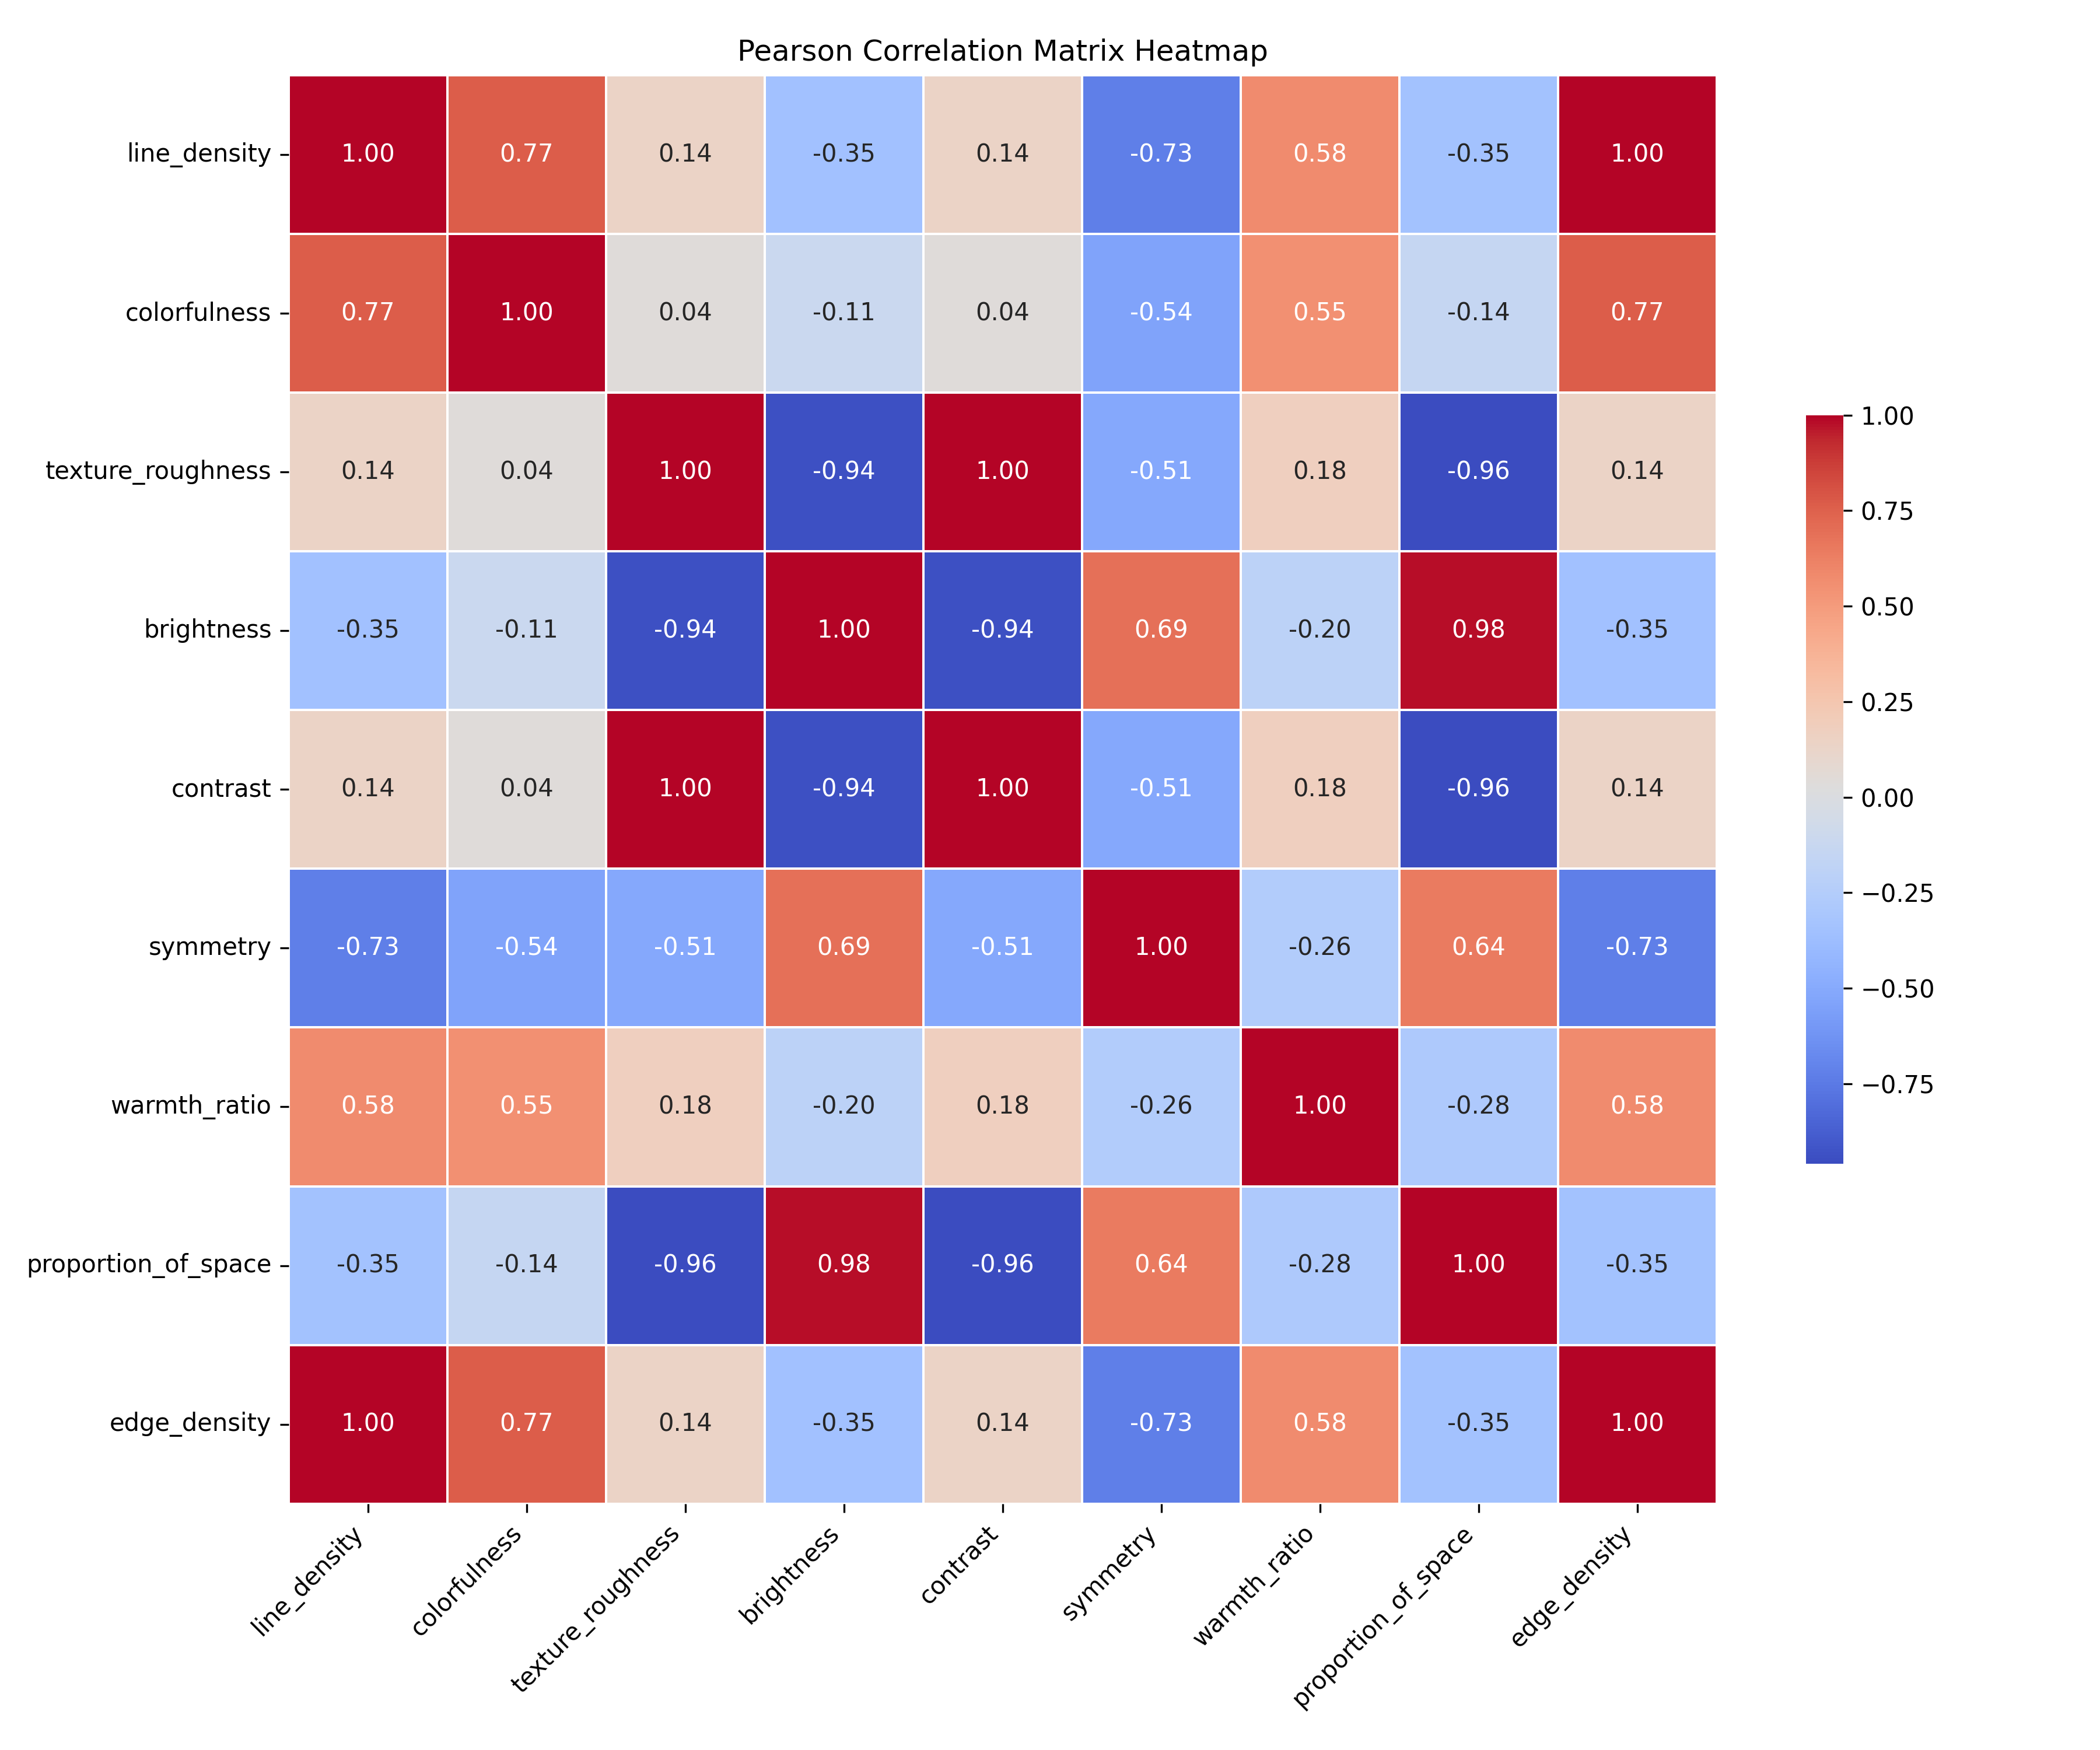 Pearson Correlation Matrix Heatmap
line_density 1.00 0.77 0.14 -0.35 0.14 -0.73 0.58 -0.35 1.00
colorfulness 0.77 1.00 0.04 -0.11 0.04 -0.54 0.55 -0.14 0.77
texture_roughness 0.14 0.04 1.00 -0.94 1.00 -0.51 0.18 -0.96 0.14
brightness -0.35 -0.11 -0.94 1.00 -0.94 0.69 -0.20 0.98 -0.35
contrast 0.14 0.04 1.00 -0.94 1.00 -0.51 0.18 -0.96 0.14
symmetry -0.73 -0.54 -0.51 0.69 -0.51 1.00 -0.26 0.64 -0.73
warmth_ratio 0.58 0.55 0.18 -0.20 0.18 -0.26 1.00 -0.28 0.58
proportion_of_space -0.35 -0.14 -0.96 0.98 -0.96 0.64 -0.28 1.00 -0.35
edge_density 1.00 0.77 0.14 -0.35 0.14 -0.73 0.58 -0.35 1.00
line_density colorfulness texture_roughness brightness contrast symmetry warmth_ratio proportion_of_space edge_density
1.00
0.75
0.50
0.25
0.00
−0.25
−0.50
−0.75